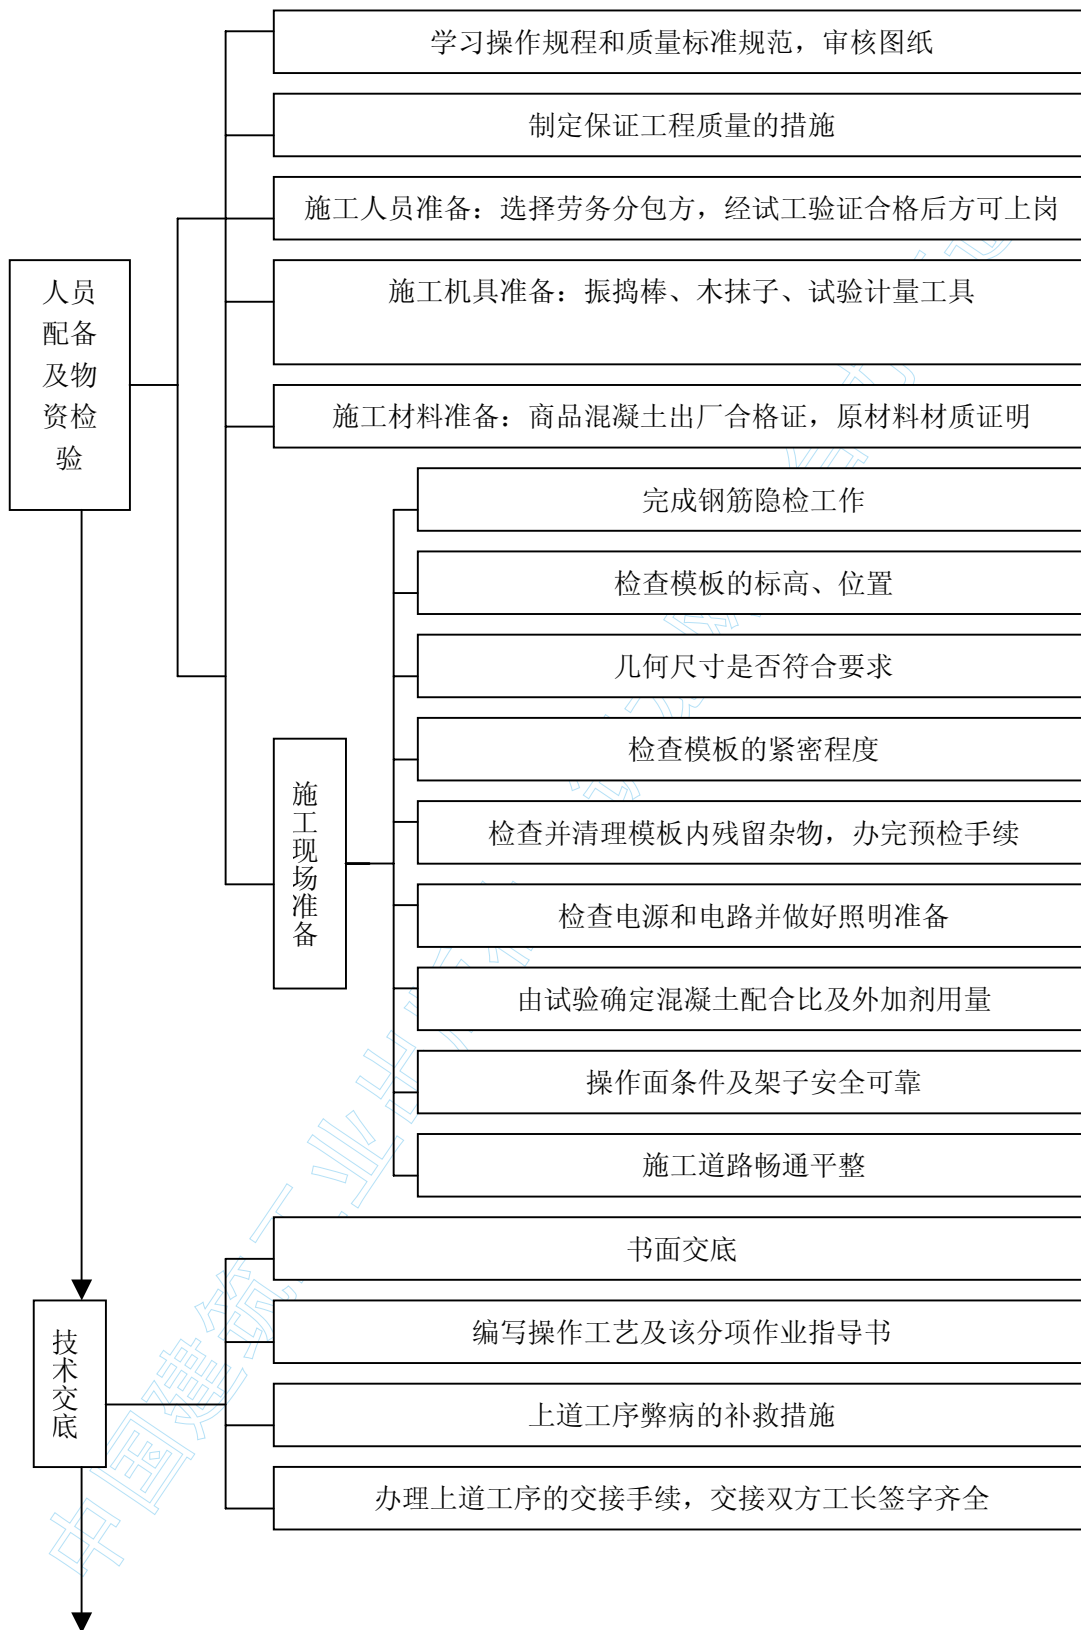 学习操作规程和质量标准规范，审核图纸
制定保证工程质量的措施
施工人员准备：选择劳务分包方，经试工验证合格后方可上岗
人员
配备
及物
资检
验
施工机具准备：振捣棒、木抹子、试验计量工具
施工材料准备：商品混凝土出厂合格证，原材料材质证明
施工现场准备
完成钢筋隐检工作
检查模板的标高、位置
几何尺寸是否符合要求
检查模板的紧密程度
检查并清理模板内残留杂物，办完预检手续
检查电源和电路并做好照明准备
由试验确定混凝土配合比及外加剂用量
操作面条件及架子安全可靠
施工道路畅通平整
技术交底
书面交底
编写操作工艺及该分项作业指导书
上道工序弊病的补救措施
办理上道工序的交接手续，交接双方工长签字齐全
中国建筑工业出版